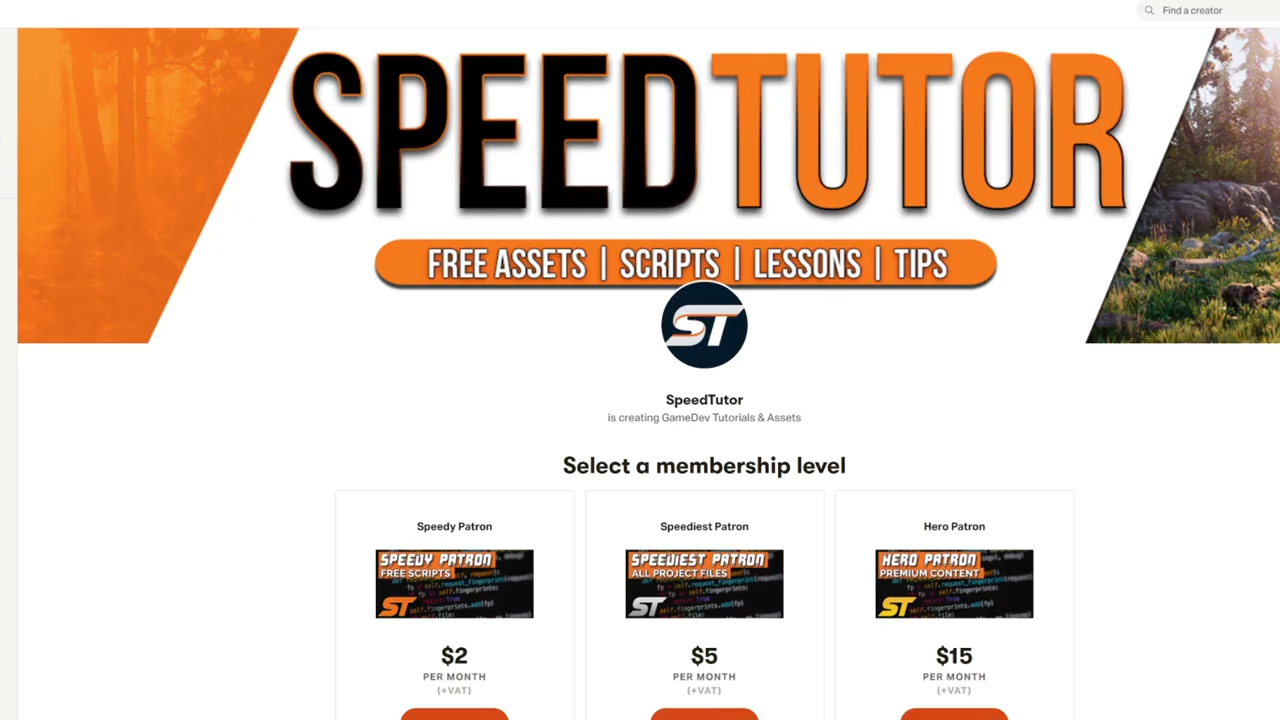 Find a creator
SPEEDTUTOR
FREE ASSETS | SCRIPTS | LESSONS | TIPS
ST
SpeedTutor
is creating GameDev Tutorials & Assets
Select a membership level
Speedy Patron
SPEEDY PATRON
FREE SCRIPTS
ST
$2
PER MONTH
(+VAT)
Speediest Patron
SPEEDIEST PATRON
ALL PROJECT FILES
ST
$5
PER MONTH
(+VAT)
Hero Patron
HERO PATRON
PREMIUM CONTENT
ST
$15
PER MONTH
(+VAT)